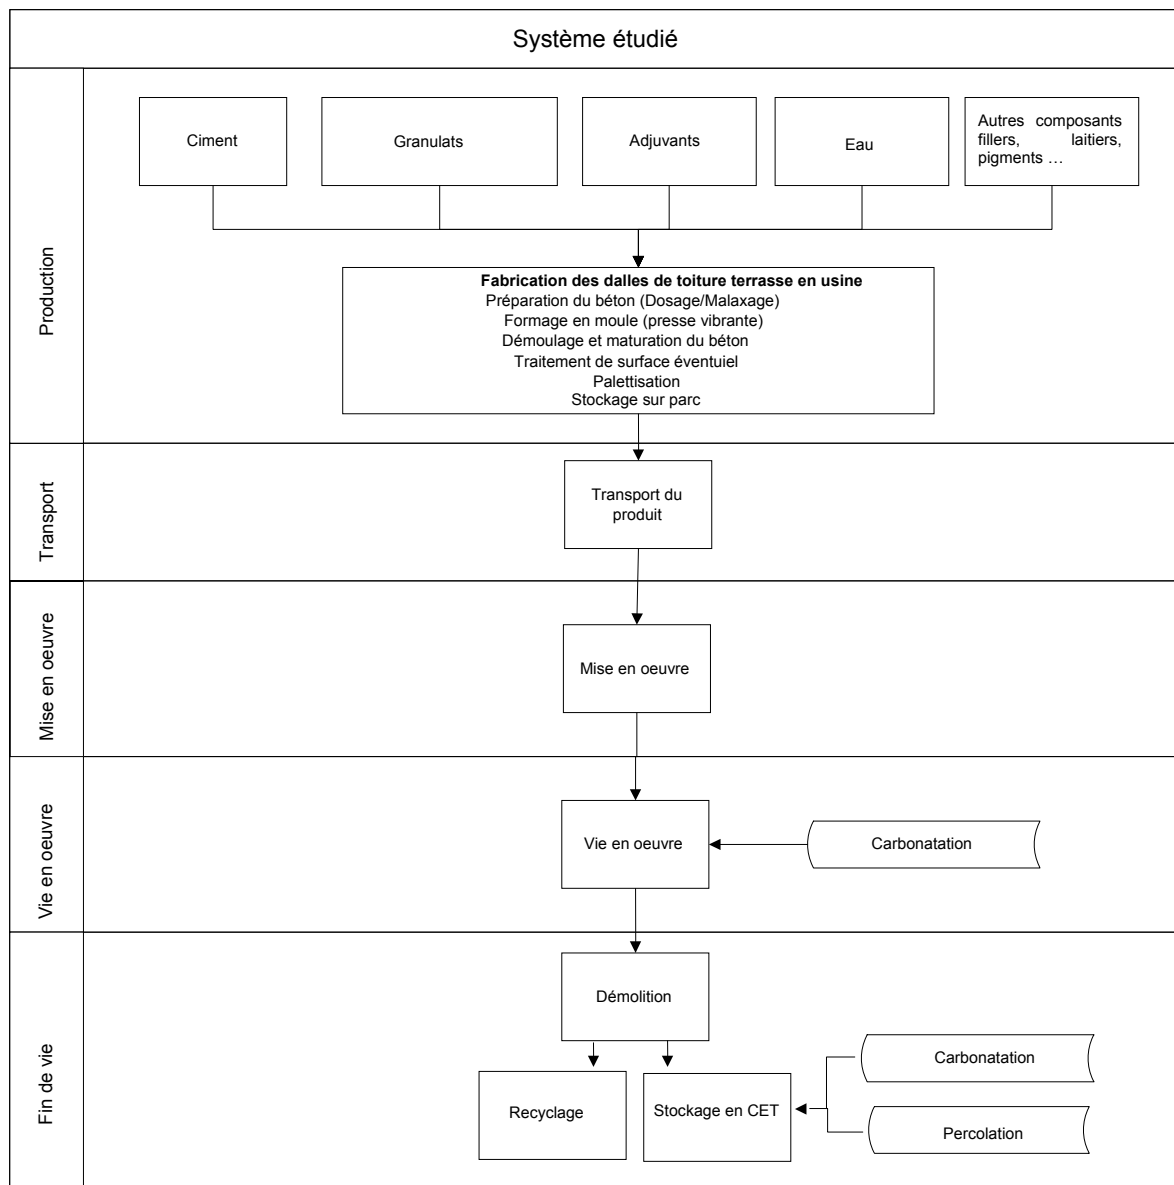 Système étudié
Production
Ciment
Granulats
Adjuvants
Eau
Autres composants
fillers, laitiers,
pigments …
Fabrication des dalles de toiture terrasse en usine
Préparation du béton (Dosage/Malaxage)
Formage en moule (presse vibrante)
Démoulage et maturation du béton
Traitement de surface éventuiel
Palettisation
Stockage sur parc
Transport
Transport du
produit
Mise en oeuvre
Mise en oeuvre
Vie en oeuvre
Vie en oeuvre
Carbonatation
Fin de vie
Démolition
Recyclage
Stockage en CET
Carbonatation
Percolation